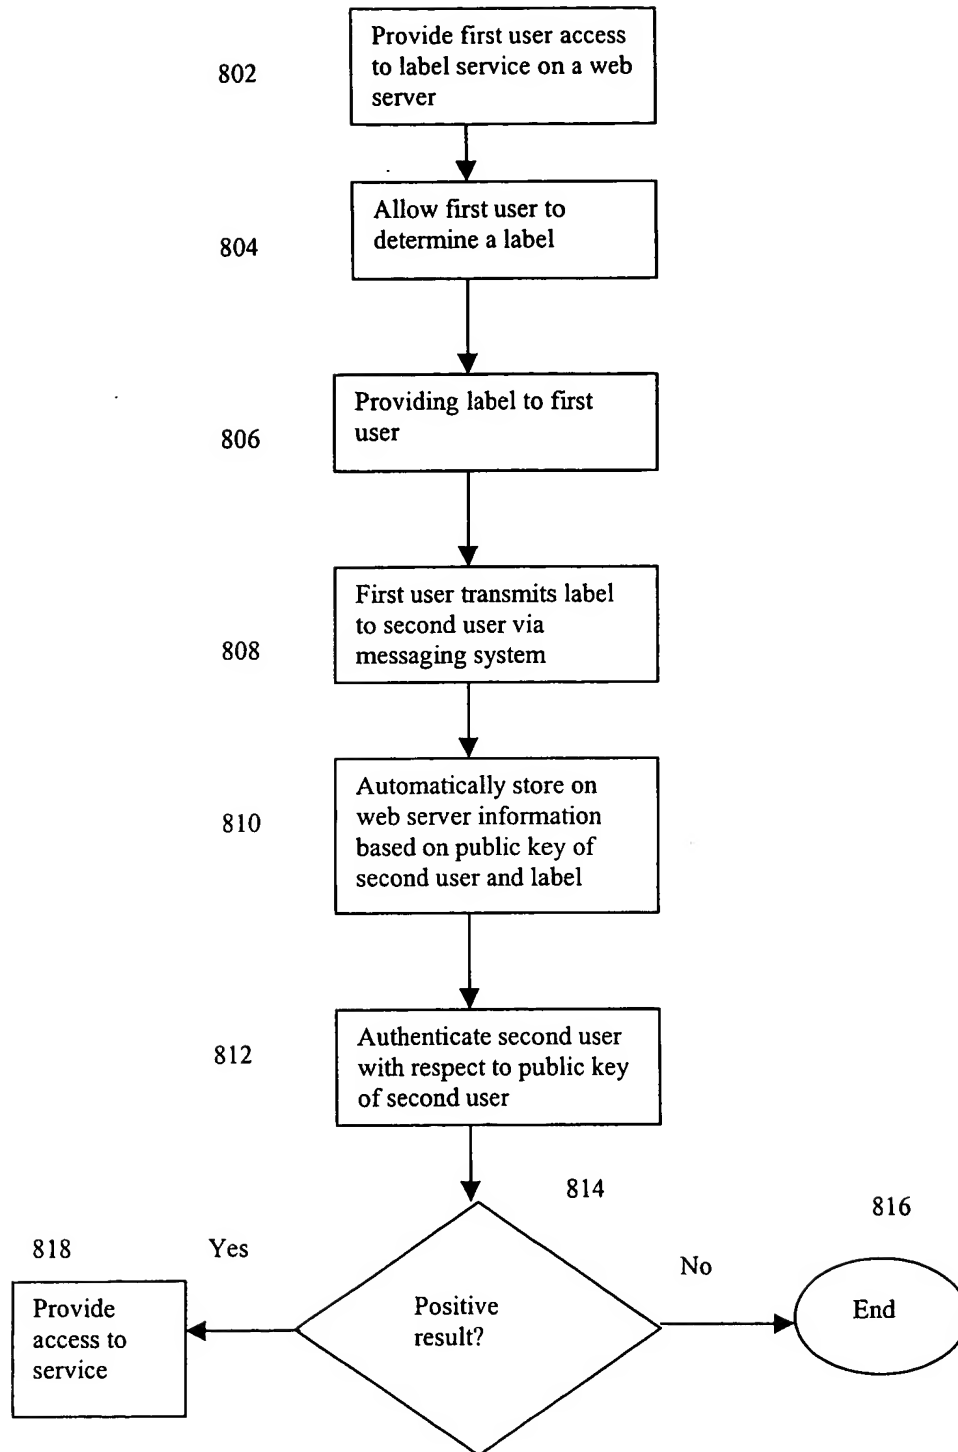 802
Provide first user access
to label service on a web
server
804
Allow first user to
determine a label
806
Providing label to first
user
808
First user transmits label
to second user via
messaging system
810
Automatically store on
web server information
based on public key of
second user and label
812
Authenticate second user
with respect to public key
of second user
814
816
818
Yes
No
Provide
access to
service
Positive
result?
End